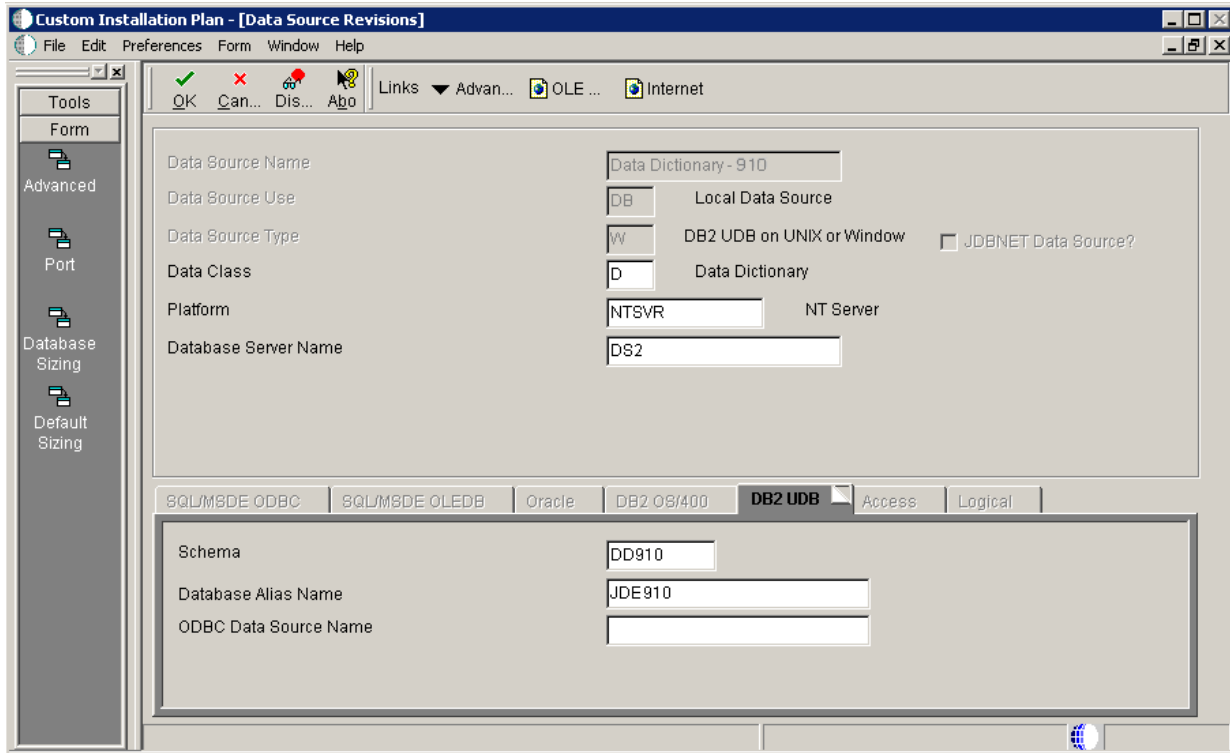 Custom Installation Plan - [Data Source Revisions]
File Edit Preferences Form Window Help
OK Can... Dis... Abo Links Advan... OLE ... Internet
Tools
Form
Advanced
Port
Database
Sizing
Default
Sizing
Data Source Name Data Dictionary - 910
Data Source Use DB Local Data Source
Data Source Type W DB2 UDB on UNIX or Window JDBNET Data Source?
Data Class D Data Dictionary
Platform NTSVR NT Server
Database Server Name DS2
SQL/MSDE ODBC SQL/MSDE OLEDB Oracle DB2 OS/400 DB2 UDB Access Logical
Schema DD910
Database Alias Name JDE910
ODBC Data Source Name